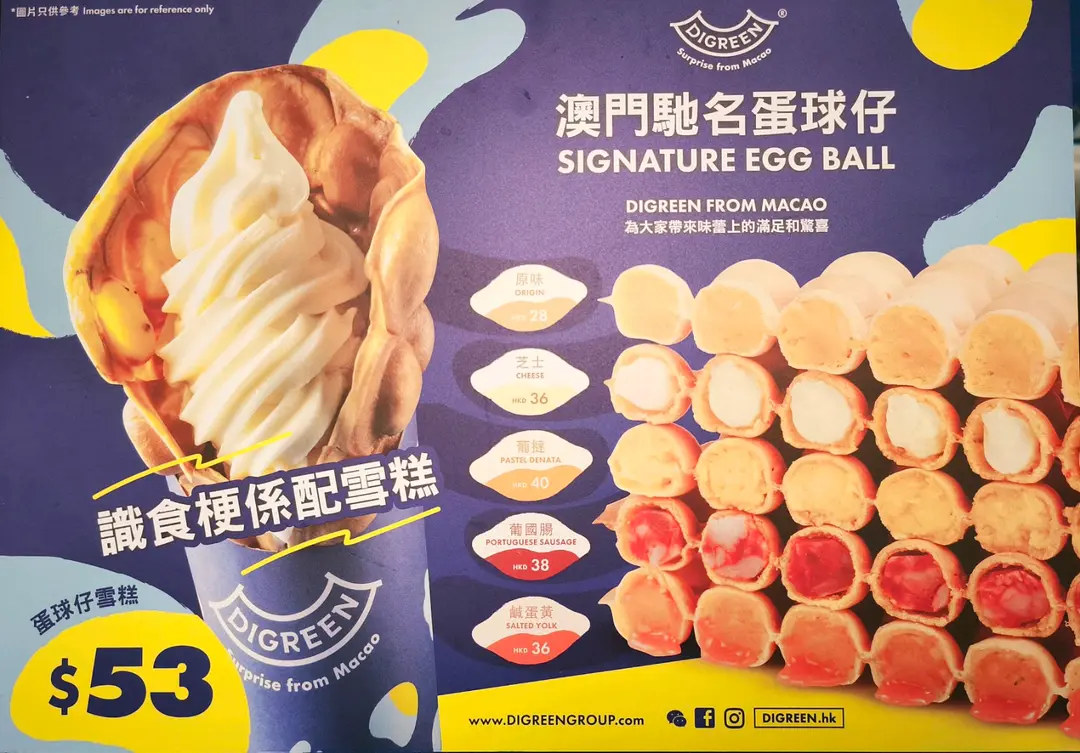 *圖片只供參考 Images are for reference only
DIGREEN®
Surprise from Macao
澳門馳名蛋球仔
SIGNATURE EGG BALL
DIGREEN FROM MACAO
為大家帶來味蕾上的滿足和驚喜
原味
ORIGIN
HKD 28
芝士
CHEESE
HKD 36
葡撻
PASTEL DENATA
HKD 40
葡國腸
PORTUGUESE SAUSAGE
HKD 38
鹹蛋黃
SALTED YOLK
HKD 36
識食梗係配雪糕
DIGREEN
Surprise from Macao
蛋球仔雪糕
$53
www.DIGREENGROUP.com
DIGREEN.hk